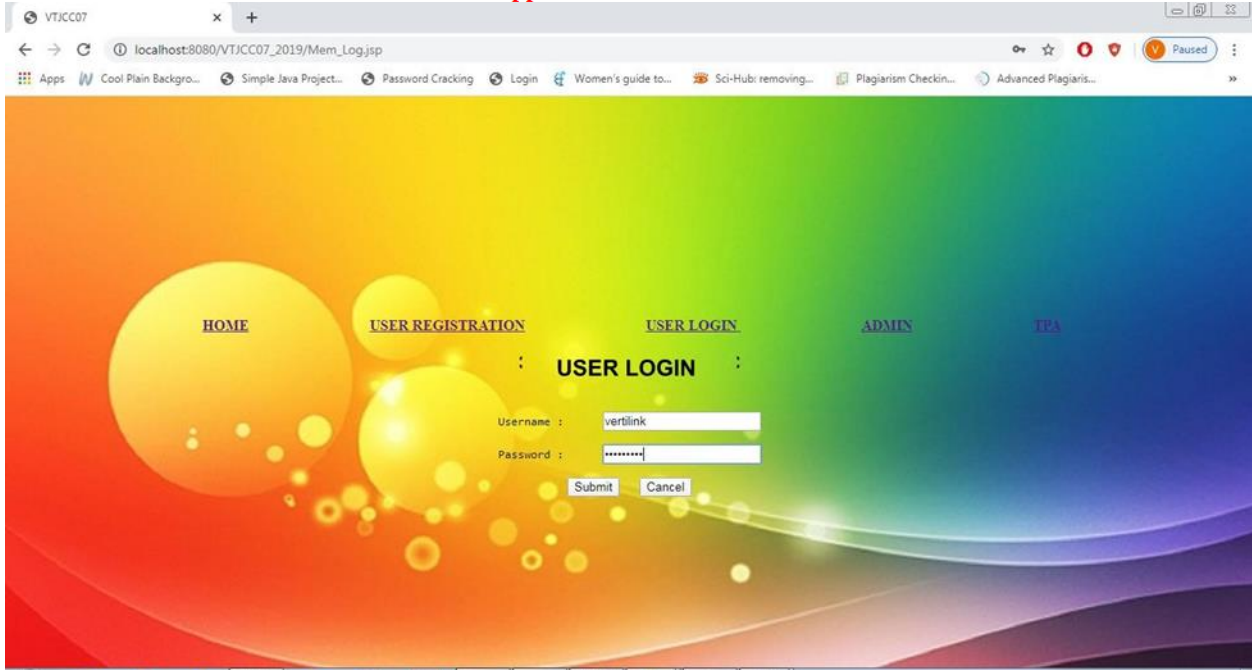 VTJCC07
localhost:8080/VTJCC07_2019/Mem_Log.jsp Paused
Apps Cool Plain Backgro... Simple Java Project... Password Cracking Login Women's guide to... Sci-Hub: removing... Plagiarism Checkin... Advanced Plagiaris... »
HOME USER REGISTRATION USER LOGIN ADMIN TPA
: USER LOGIN :
Username : vertilink
Password : •••••••••
Submit Cancel